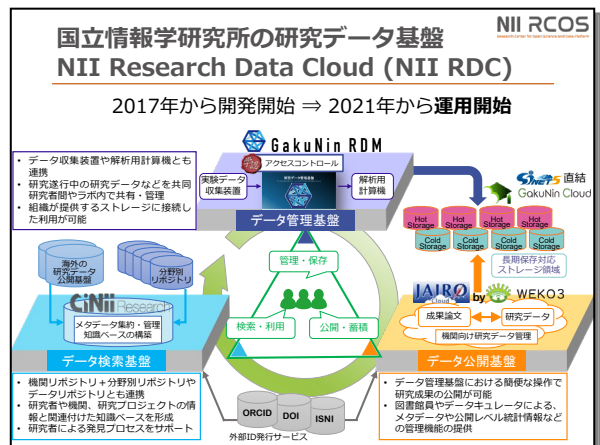 NII RCOS
Research Center for Open Science and Data Platform
国立情報学研究所の研究データ基盤
NII Research Data Cloud (NII RDC)
2017年から開発開始 ⇒ 2021年から運用開始
GakuNin RDM
アクセスコントロール
• データ収集装置や解析用計算機とも
連携
• 研究遂行中の研究データなどを共同
研究者間やラボ内で共有・管理
• 組織が提供するストレージに接続し
た利用が可能
実験データ
収集装置
解析用
計算機
データ管理基盤
SINET5 直結
GakuNin Cloud
Hot
Storage
Hot
Storage
Hot
Storage
Hot
Storage
Cold
Storage
Cold
Storage
Cold
Storage
Cold
Storage
長期保存対応
ストレージ領域
管理・保存
検索・利用
公開・蓄積
海外の
研究データ
公開基盤
分野別
リポジトリ
CiNii Research
メタデータ集約・管理
知識ベースの構築
データ検索基盤
JAIRO
Cloud
by WEKO3
成果論文
研究データ
機関向け研究データ管理
データ公開基盤
• 機関リポジトリ+分野別リポジトリや
データリポジトリとも連携
• 研究者や機関、研究プロジェクトの情
報と関連付けた知識ベースを形成
• 研究者による発見プロセスをサポート
ORCID
DOI
ISNI
外部ID発行サービス
• データ管理基盤における簡便な操作で
研究成果の公開が可能
• 図書館員やデータキュレータによる、
メタデータや公開レベル統計情報など
の管理機能の提供